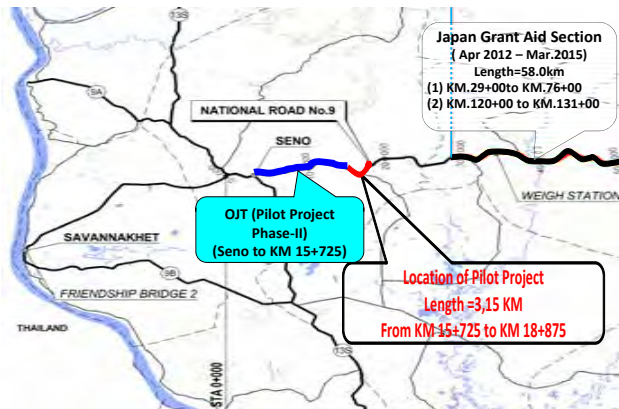 13S
Japan Grant Aid Section
( Apr 2012 – Mar.2015)
Length=58.0km
(1) KM.29+00to KM.76+00
(2) KM.120+00 to KM.131+00
9A
NATIONAL ROAD No.9
SENO
WEIGH STATION
OJT (Pilot Project
Phase-II)
(Seno to KM 15+725)
SAVANNAKHET
9B
FRIENDSHIP BRIDGE 2
THAILAND
Location of Pilot Project
Length =3,15 KM
From KM 15+725 to KM 18+875
13S
STA 0+000